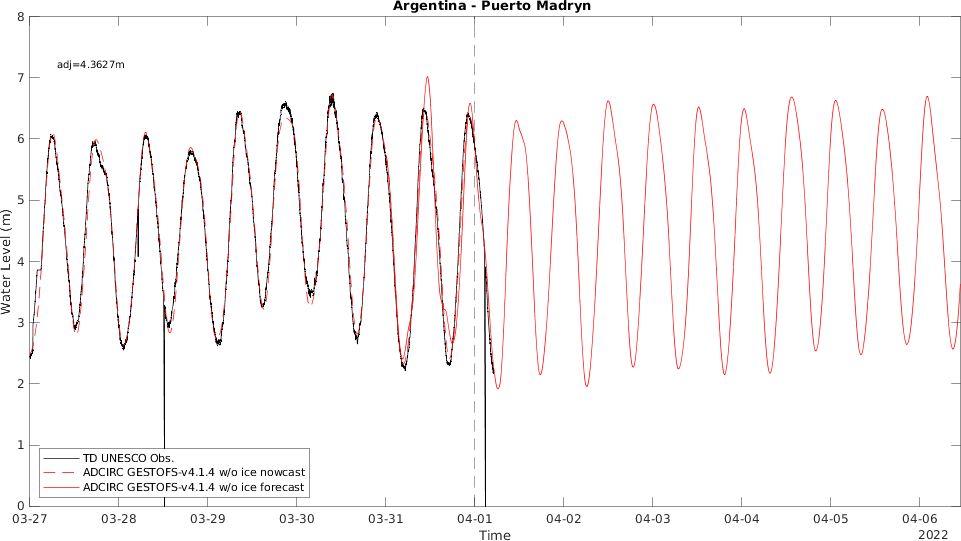 Argentina - Puerto Madryn
8
adj=4.3627m
7
6
5
4
3
2
1
0
Water Level (m)
TD UNESCO Obs.
ADCIRC GESTOFS-v4.1.4 w/o ice nowcast
ADCIRC GESTOFS-v4.1.4 w/o ice forecast
03-27 03-28 03-29 03-30 03-31 04-01 04-02 04-03 04-04 04-05 04-06
Time
2022